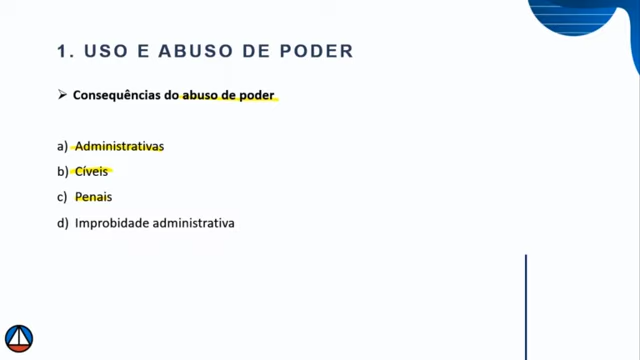 1. USO E ABUSO DE PODER
➢ Consequências do abuso de poder
a) Administrativas
b) Cíveis
c) Penais
d) Improbidade administrativa